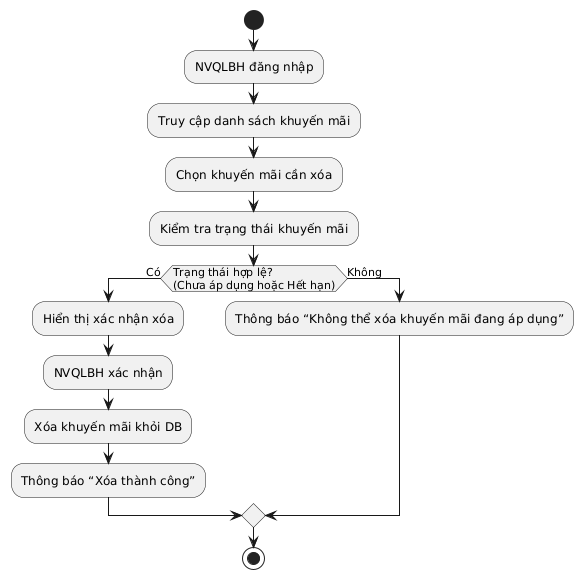 NVQLBH đăng nhập
Truy cập danh sách khuyến mãi
Chọn khuyến mãi cần xóa
Kiểm tra trạng thái khuyến mãi
Có
Trạng thái hợp lệ?
(Chưa áp dụng hoặc Hết hạn)
Không
Hiển thị xác nhận xóa
Thông báo “Không thể xóa khuyến mãi đang áp dụng”
NVQLBH xác nhận
Xóa khuyến mãi khỏi DB
Thông báo “Xóa thành công”